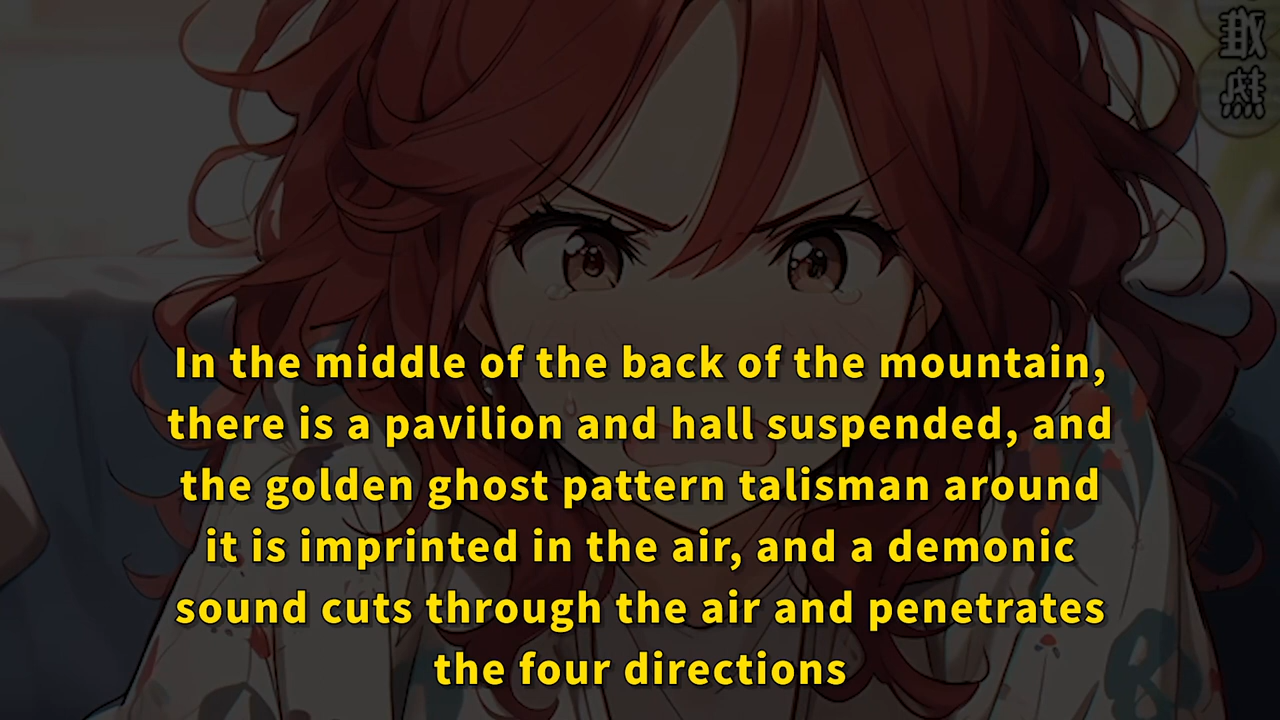 In the middle of the back of the mountain,
there is a pavilion and hall suspended, and
the golden ghost pattern talisman around
it is imprinted in the air, and a demonic
sound cuts through the air and penetrates
the four directions